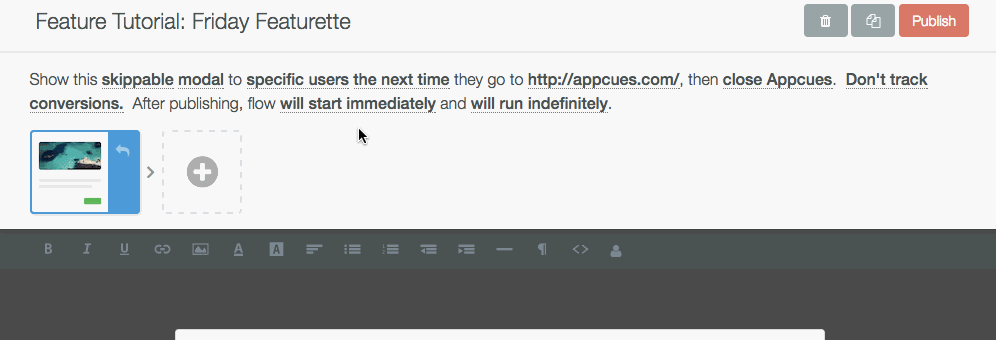 Feature Tutorial: Friday Featurette
Publish
Show this skippable modal to specific users the next time they go to http://appcues.com/, then close Appcues. Don't track
conversions. After publishing, flow will start immediately and will run indefinitely.
B I U A A